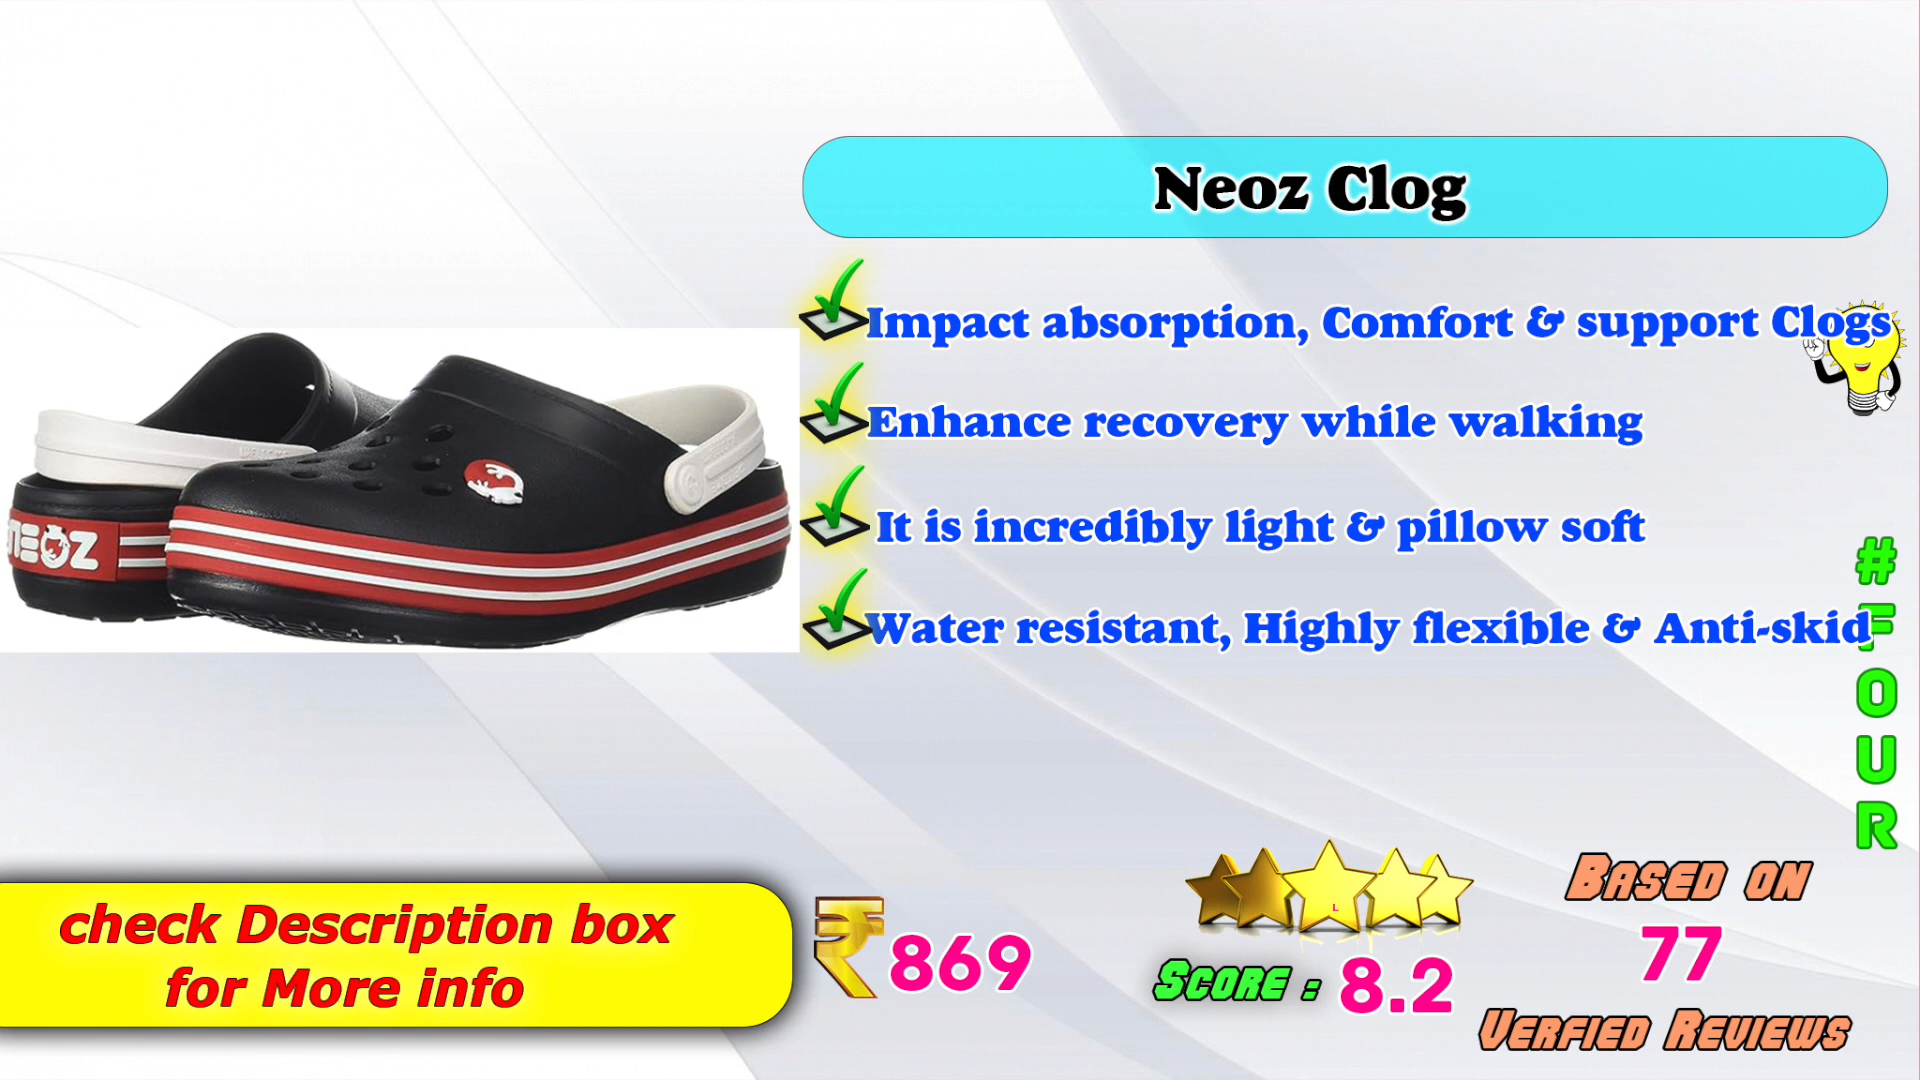 Neoz Clog
Impact absorption, Comfort & support Clogs
Enhance recovery while walking
It is incredibly light & pillow soft
Water resistant, Highly flexible & Anti-skid
NEOZ
#FOUR
check Description box
for More info
₹869
L
Score : 8.2
Based on
77
Verfied Reviews